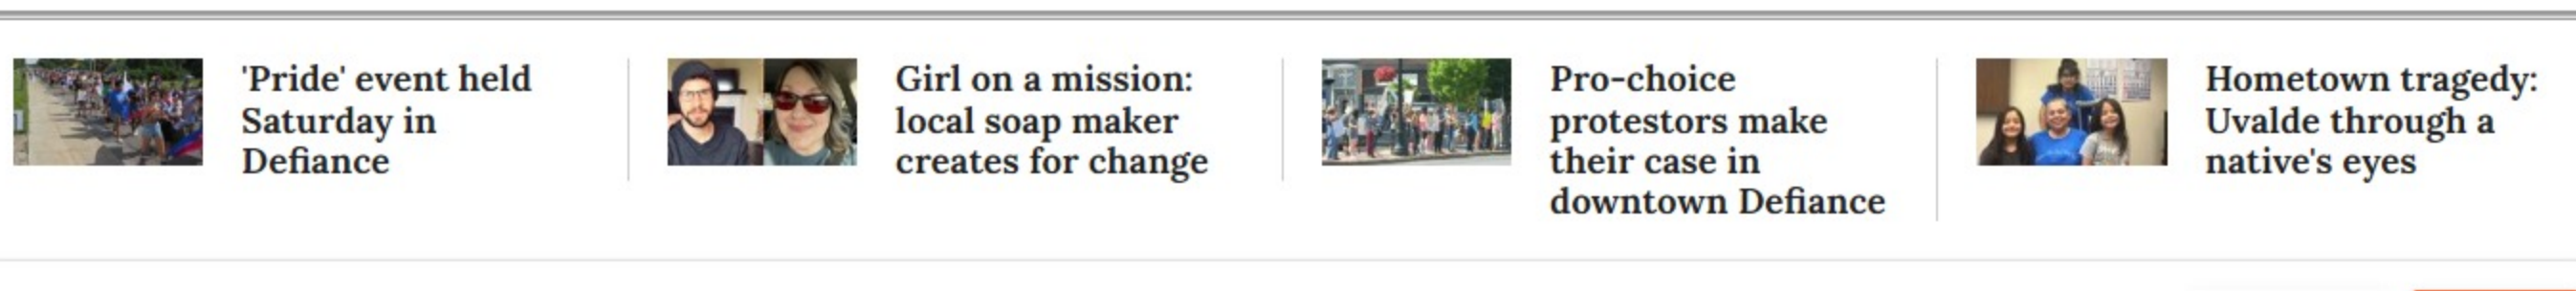 'Pride' event held
Saturday in
Defiance
Girl on a mission:
local soap maker
creates for change
Pro-choice
protestors make
their case in
downtown Defiance
Hometown tragedy:
Uvalde through a
native's eyes